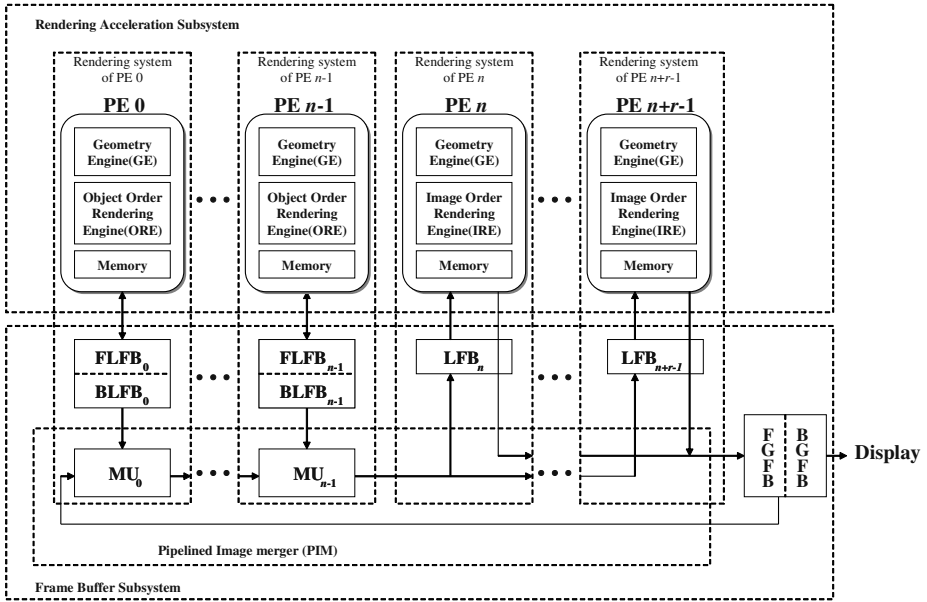 Rendering Acceleration Subsystem
Rendering system
of PE 0
Rendering system
of PE n-1
Rendering system
of PE n
Rendering system
of PE n+r-1
PE 0
PE n-1
PE n
PE n+r-1
Geometry
Engine(GE)
Object Order
Rendering
Engine(ORE)
Memory
Geometry
Engine(GE)
Object Order
Rendering
Engine(ORE)
Memory
Geometry
Engine(GE)
Image Order
Rendering
Engine(IRE)
Memory
Geometry
Engine(GE)
Image Order
Rendering
Engine(IRE)
Memory
FLFB0
BLFB0
FLFBn-1
BLFBn-1
LFBn
LFBn+r-1
MU0
MUn-1
FGFB
BGFB
Display
Pipelined Image merger (PIM)
Frame Buffer Subsystem